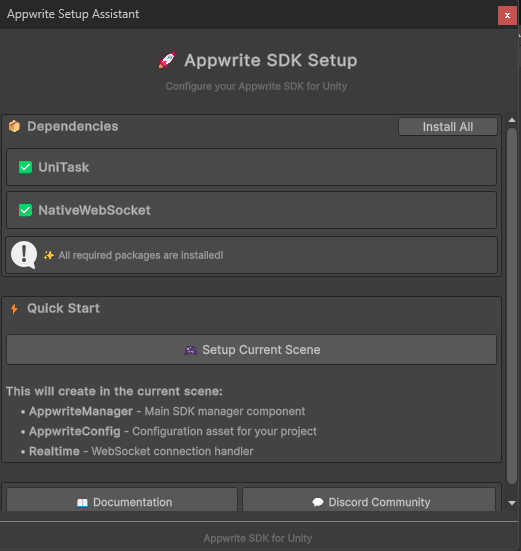 Appwrite Setup Assistant
x
🚀 Appwrite SDK Setup
Configure your Appwrite SDK for Unity
📦 Dependencies
Install All
✅ UniTask
✅ NativeWebSocket
✨ All required packages are installed!
⚡ Quick Start
🎮 Setup Current Scene
This will create in the current scene:
• AppwriteManager - Main SDK manager component
• AppwriteConfig - Configuration asset for your project
• Realtime - WebSocket connection handler
📖 Documentation
💬 Discord Community
Appwrite SDK for Unity